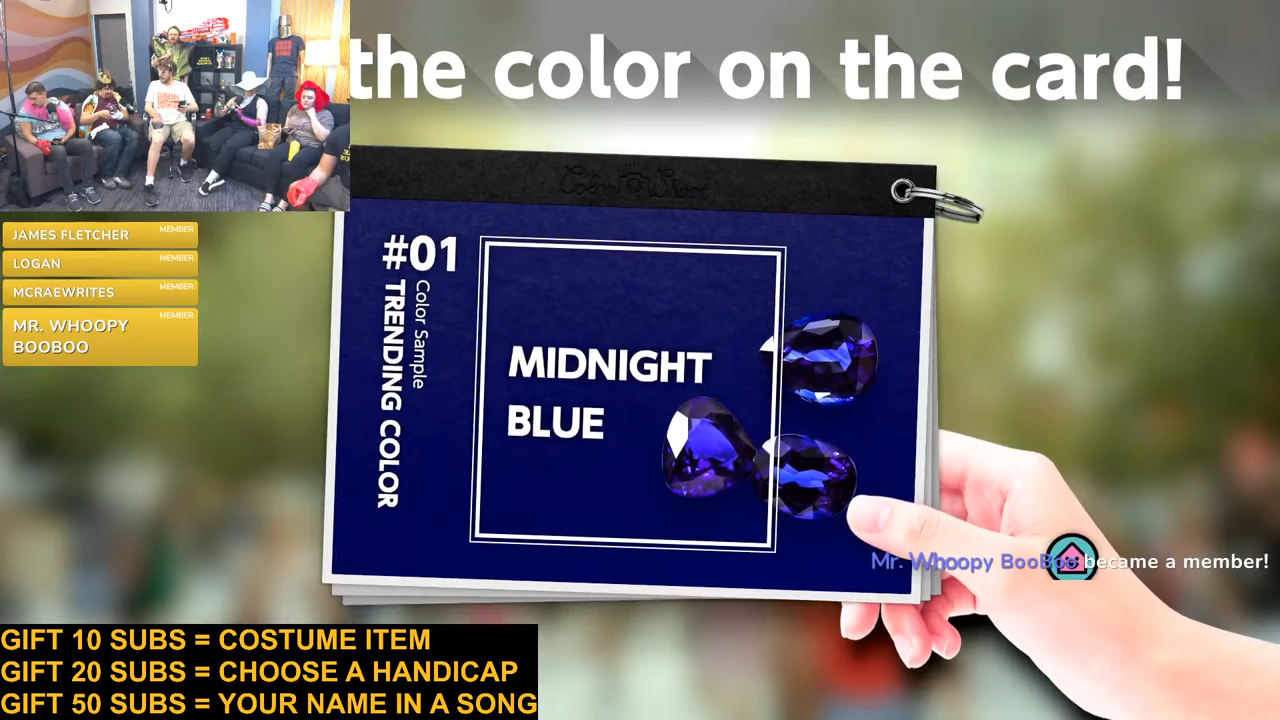 the color on the card!
JAMES FLETCHER
MEMBER
LOGAN
MEMBER
MCRAEWRITES
MEMBER
MR. WHOOPY
BOOBOO
MEMBER
#01
Color Sample
TRENDING COLOR
MIDNIGHT
BLUE
Mr. Whoopy BooBoo became a member!
GIFT 10 SUBS = COSTUME ITEM
GIFT 20 SUBS = CHOOSE A HANDICAP
GIFT 50 SUBS = YOUR NAME IN A SONG